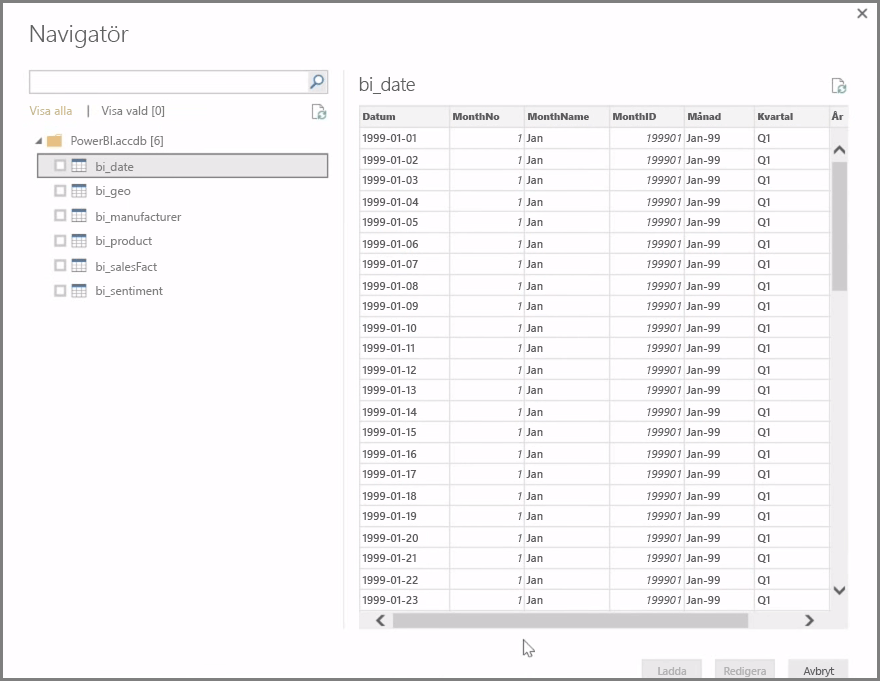 Navigatör
Visa alla | Visa vald [0]
PowerBI.accdb [6]
bi_date
bi_geo
bi_manufacturer
bi_product
bi_salesFact
bi_sentiment
bi_date
Datum MonthNo MonthName MonthID Månad Kvartal År
1999-01-01 1 Jan 199901 Jan-99 Q1
1999-01-02 1 Jan 199901 Jan-99 Q1
1999-01-03 1 Jan 199901 Jan-99 Q1
1999-01-04 1 Jan 199901 Jan-99 Q1
1999-01-05 1 Jan 199901 Jan-99 Q1
1999-01-06 1 Jan 199901 Jan-99 Q1
1999-01-07 1 Jan 199901 Jan-99 Q1
1999-01-08 1 Jan 199901 Jan-99 Q1
1999-01-09 1 Jan 199901 Jan-99 Q1
1999-01-10 1 Jan 199901 Jan-99 Q1
1999-01-11 1 Jan 199901 Jan-99 Q1
1999-01-12 1 Jan 199901 Jan-99 Q1
1999-01-13 1 Jan 199901 Jan-99 Q1
1999-01-14 1 Jan 199901 Jan-99 Q1
1999-01-15 1 Jan 199901 Jan-99 Q1
1999-01-16 1 Jan 199901 Jan-99 Q1
1999-01-17 1 Jan 199901 Jan-99 Q1
1999-01-18 1 Jan 199901 Jan-99 Q1
1999-01-19 1 Jan 199901 Jan-99 Q1
1999-01-20 1 Jan 199901 Jan-99 Q1
1999-01-21 1 Jan 199901 Jan-99 Q1
1999-01-22 1 Jan 199901 Jan-99 Q1
1999-01-23 1 Jan 199901 Jan-99 Q1
Ladda Redigera Avbryt